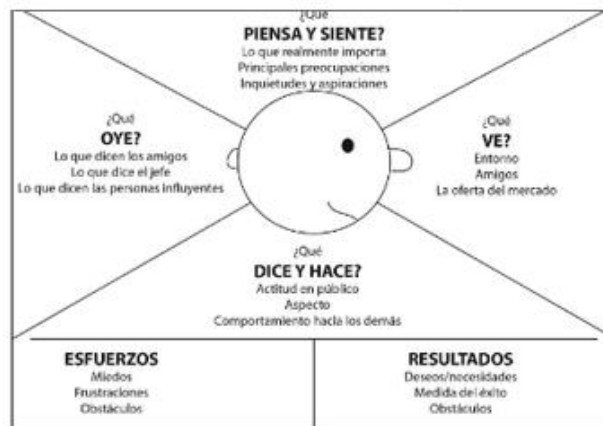 ¿Qué
PIENSA Y SIENTE?
Lo que realmente importa
Principales preocupaciones
Inquietudes y aspiraciones
¿Qué
OYE?
Lo que dicen los amigos
Lo que dice el jefe
Lo que dicen las personas influyentes
¿Qué
VE?
Entorno
Amigos
La oferta del mercado
¿Qué
DICE Y HACE?
Actitud en público
Aspecto
Comportamiento hacia los demás
ESFUERZOS
Miedos
Frustraciones
Obstáculos
RESULTADOS
Deseos/necesidades
Medida del éxito
Obstáculos